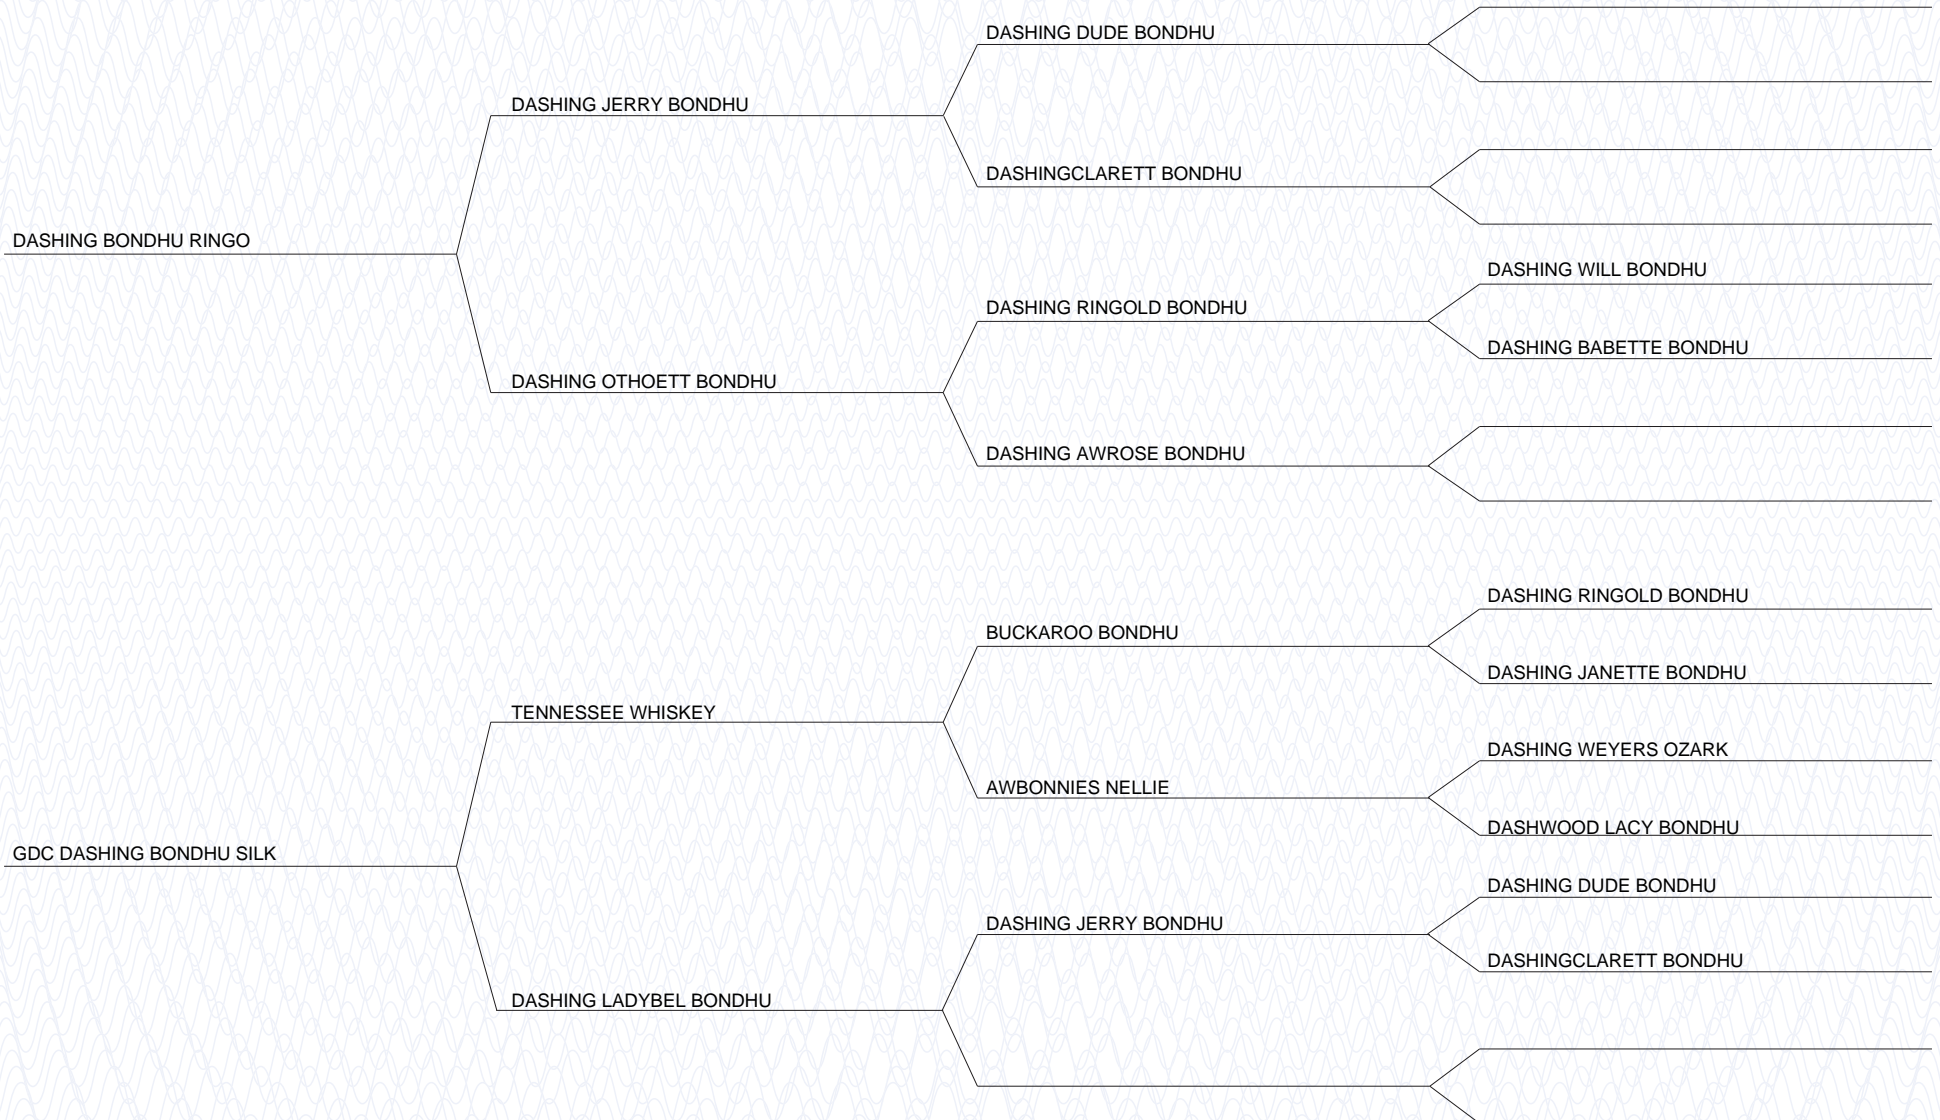 DASHING DUDE BONDHU
DASHING JERRY BONDHU
DASHINGCLARETT BONDHU
DASHING BONDHU RINGO
DASHING WILL BONDHU
DASHING RINGOLD BONDHU
DASHING BABETTE BONDHU
DASHING OTHOETT BONDHU
DASHING AWROSE BONDHU
DASHING RINGOLD BONDHU
BUCKAROO BONDHU
DASHING JANETTE BONDHU
TENNESSEE WHISKEY
DASHING WEYERS OZARK
AWBONNIES NELLIE
DASHWOOD LACY BONDHU
GDC DASHING BONDHU SILK
DASHING DUDE BONDHU
DASHING JERRY BONDHU
DASHINGCLARETT BONDHU
DASHING LADYBEL BONDHU